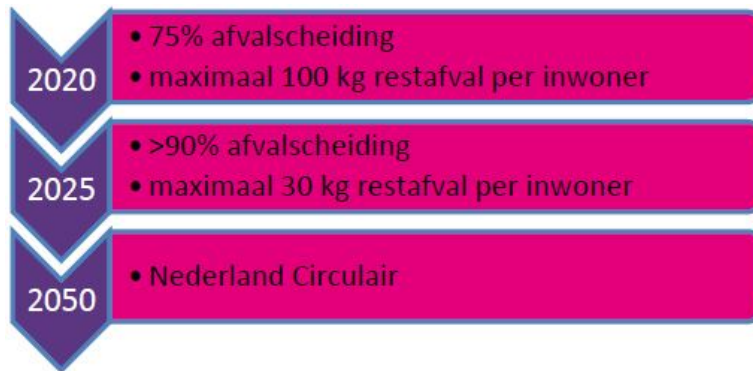 2020
• 75% afvalscheiding
• maximaal 100 kg restafval per inwoner
2025
• >90% afvalscheiding
• maximaal 30 kg restafval per inwoner
2050
• Nederland Circulair